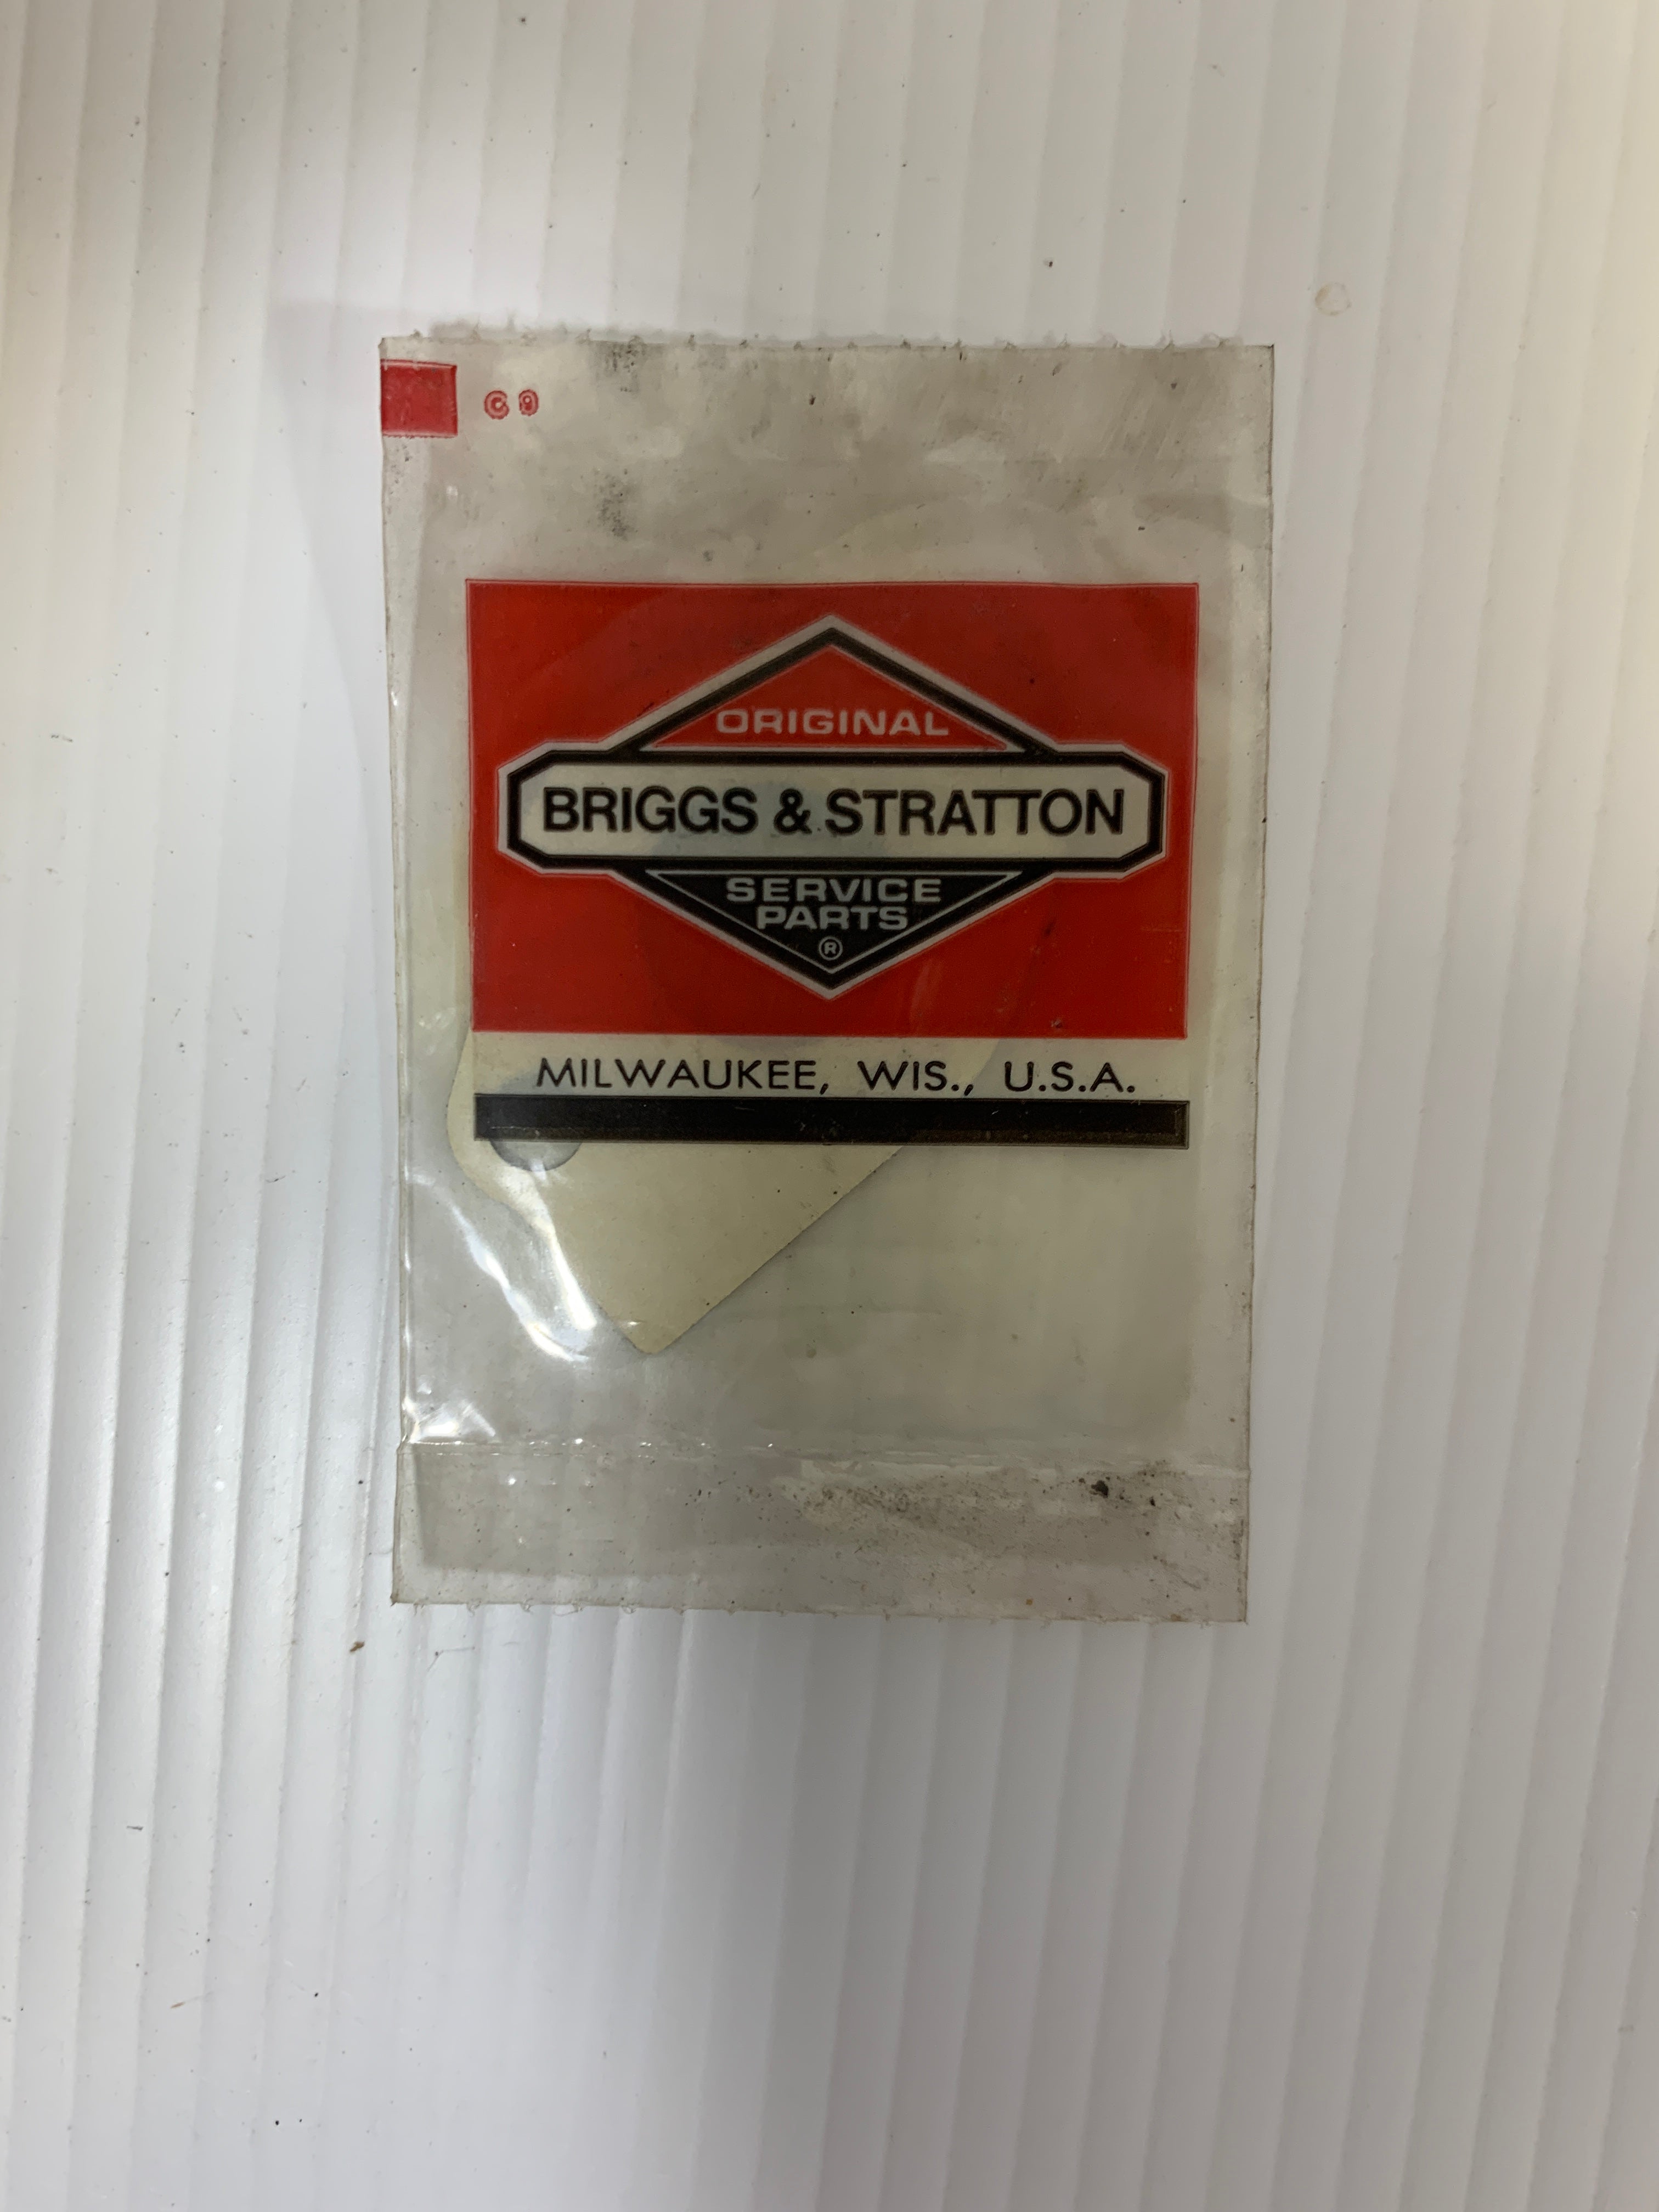 C9
ORIGINAL
BRIGGS & STRATTON
SERVICE
PARTS
®
MILWAUKEE, WIS., U.S.A.